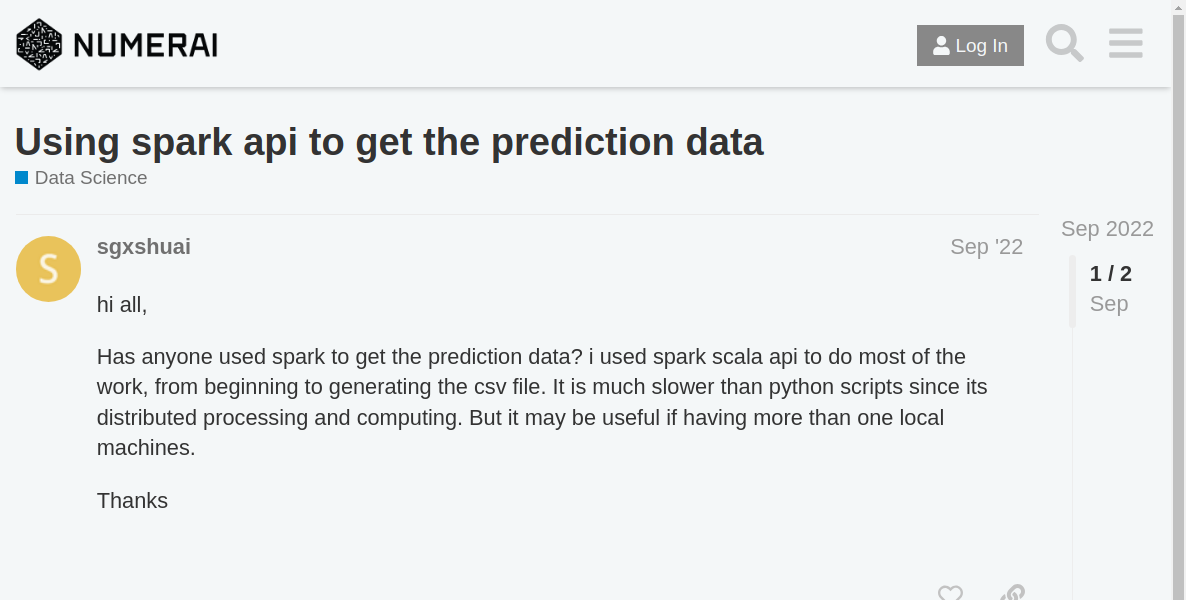 NUMERAI
Log In
Using spark api to get the prediction data
Data Science
S
sgxshuai
Sep '22
hi all,
Has anyone used spark to get the prediction data? i used spark scala api to do most of the
work, from beginning to generating the csv file. It is much slower than python scripts since its
distributed processing and computing. But it may be useful if having more than one local
machines.
Thanks
Sep 2022
1 / 2
Sep